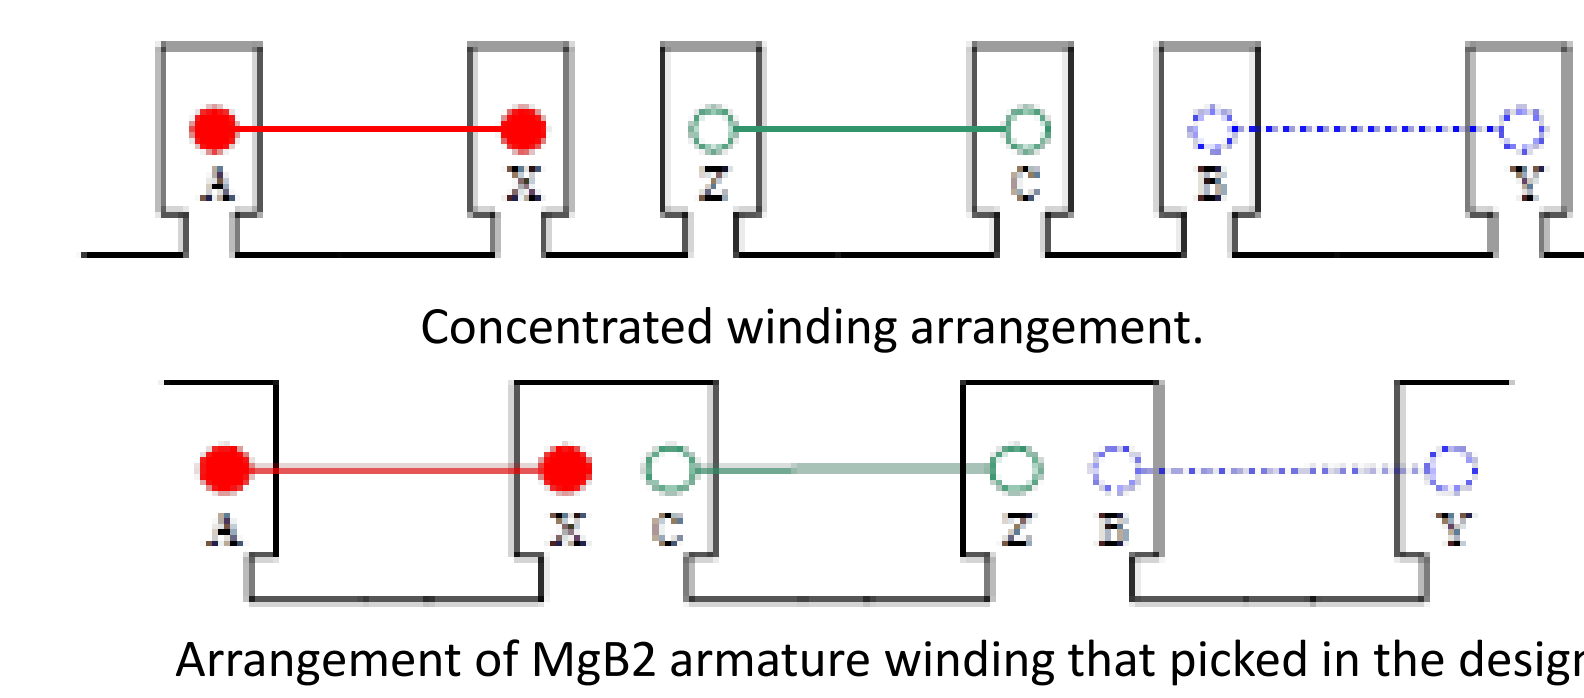 A X Z C B Y
Concentrated winding arrangement.
A X C Z B Y
Arrangement of MgB2 armature winding that picked in the design